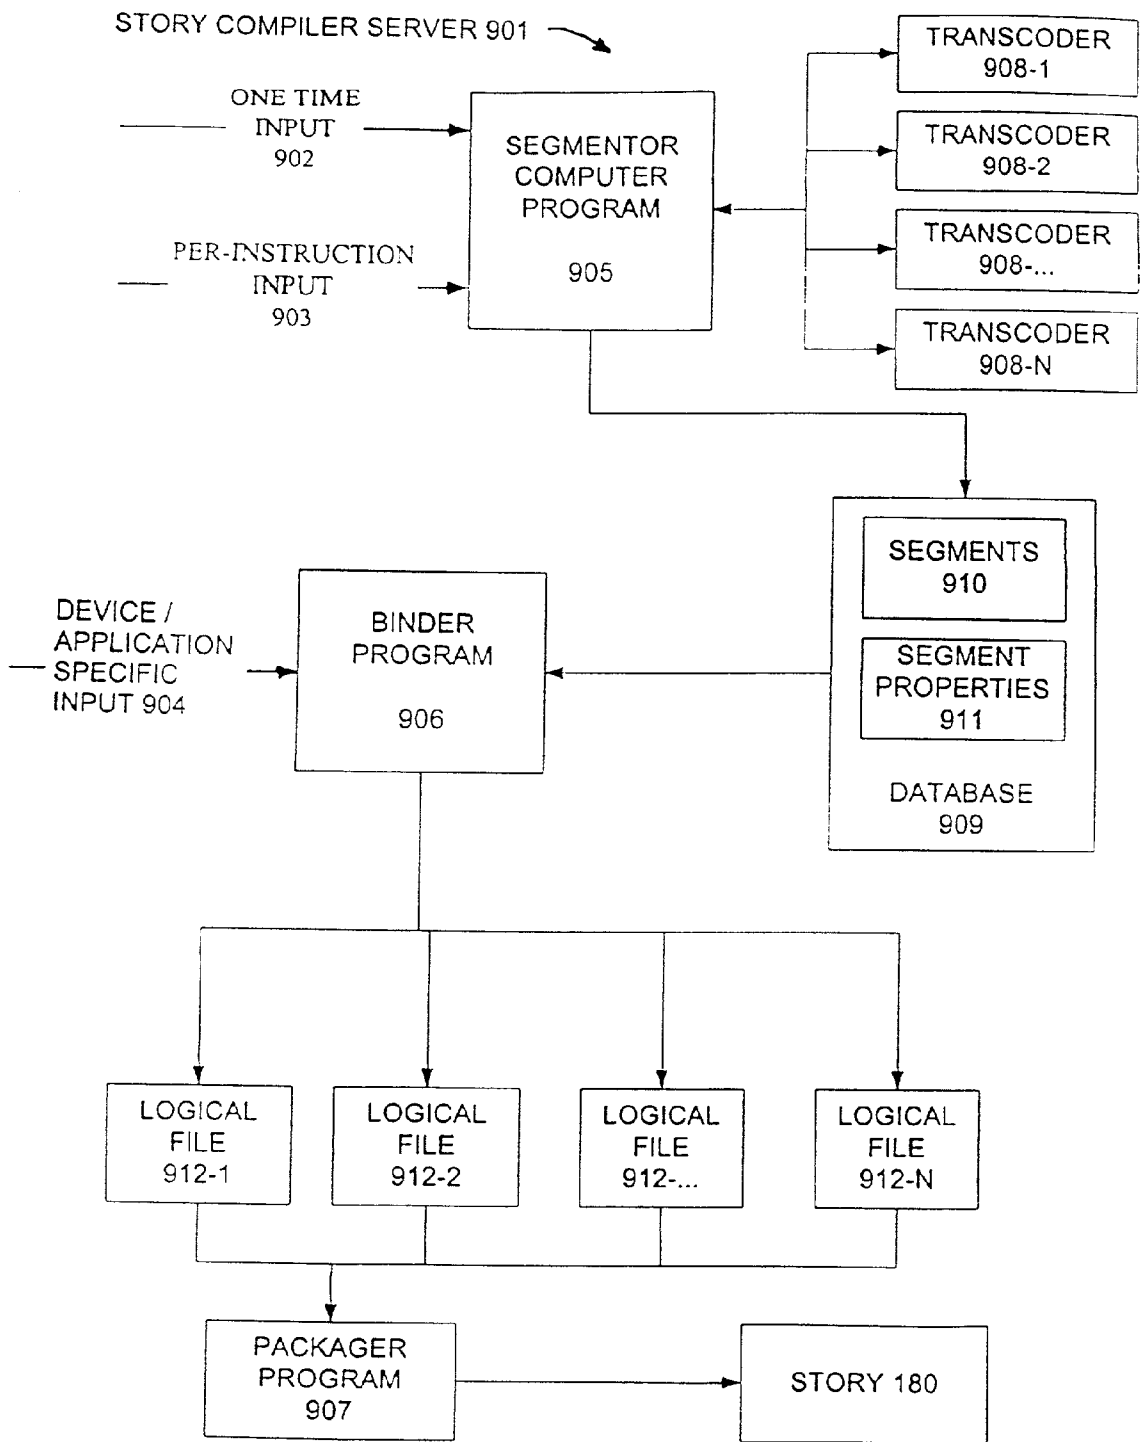 STORY COMPILER SERVER 901
ONE TIME
INPUT
902
PER-INSTRUCTION
INPUT
903
SEGMENTOR
COMPUTER
PROGRAM
905
TRANSCODER
908-1
TRANSCODER
908-2
TRANSCODER
908-...
TRANSCODER
908-N
DEVICE /
APPLICATION
SPECIFIC
INPUT 904
BINDER
PROGRAM
906
SEGMENTS
910
SEGMENT
PROPERTIES
911
DATABASE
909
LOGICAL
FILE
912-1
LOGICAL
FILE
912-2
LOGICAL
FILE
912-...
LOGICAL
FILE
912-N
PACKAGER
PROGRAM
907
STORY 180